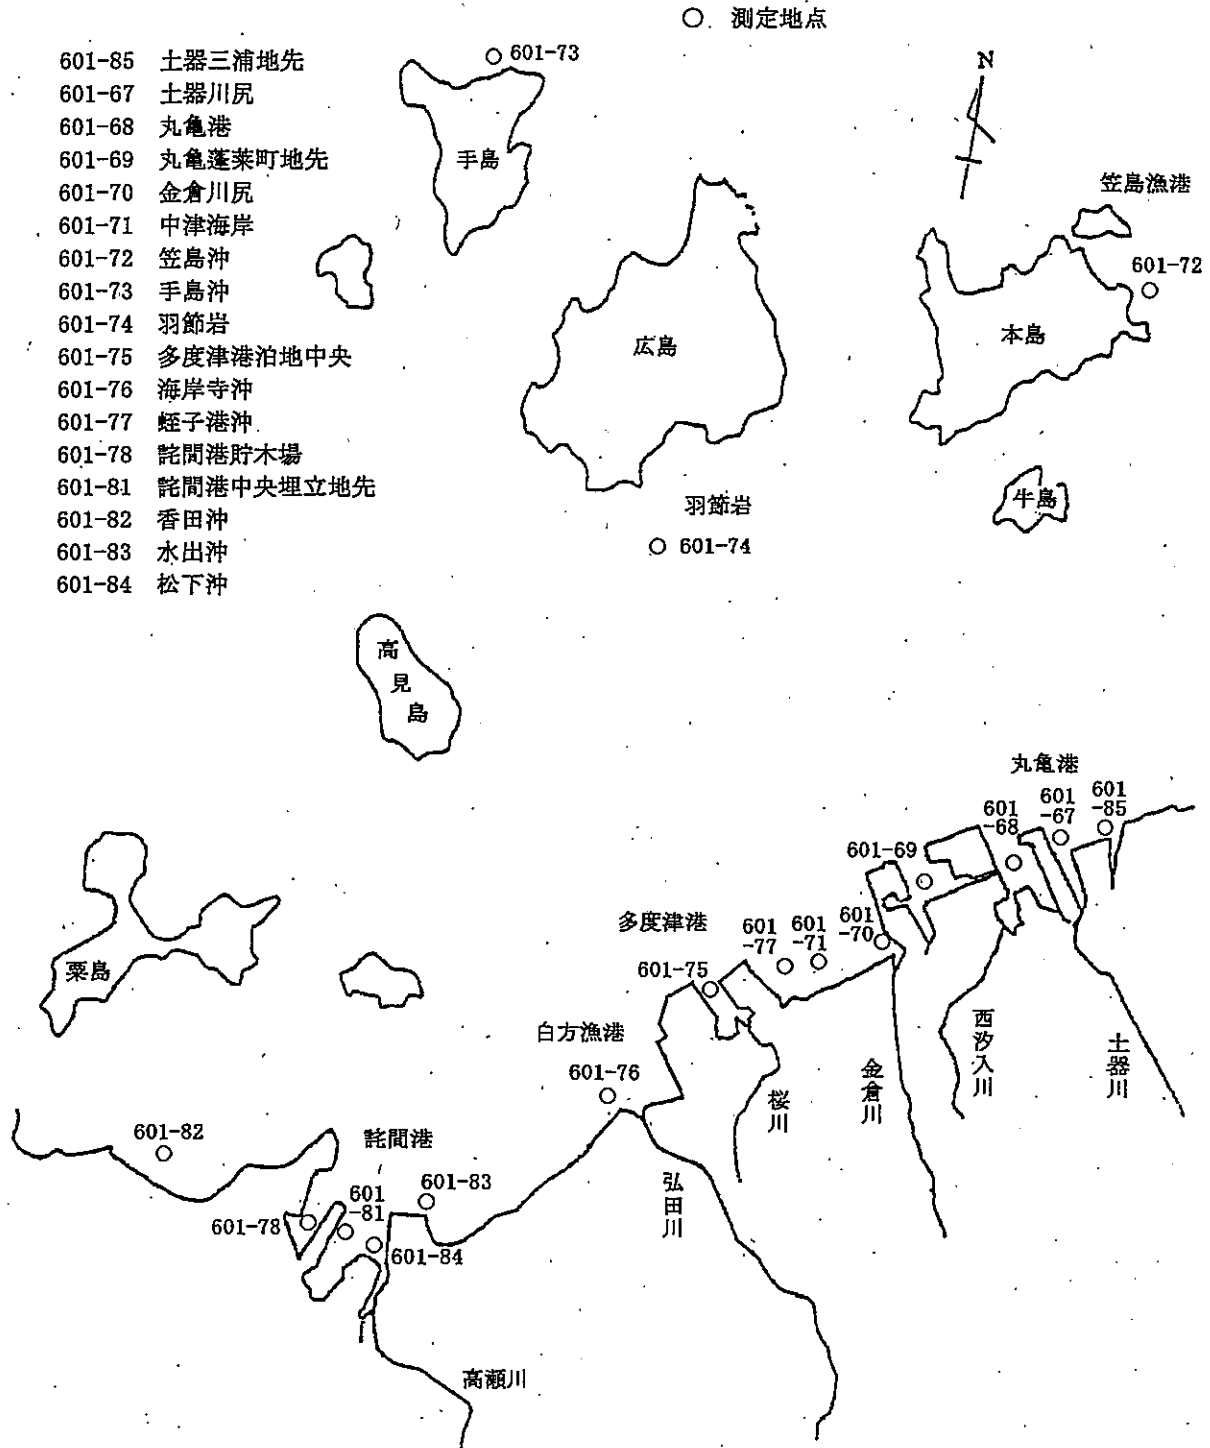 ○ 測定地点
601-85 土器三浦地先
601-67 土器川尻
601-68 丸亀港
601-69 丸亀蓬莱町地先
601-70 金倉川尻
601-71 中津海岸
601-72 笠島沖
601-73 手島沖
601-74 羽節岩
601-75 多度津港泊地中央
601-76 海岸寺沖
601-77 蛭子港沖
601-78 詫間港貯木場
601-81 詫間港中央埋立地先
601-82 香田沖
601-83 水出沖
601-84 松下沖
601-73
手島
N
笠島漁港
601-72
広島
本島
羽節岩
601-74
牛島
高
見
島
丸亀港
601
-85
601
-67
601
-68
601-69
多度津港
601
-77
601
-71
601
-70
601-75
粟島
白方漁港
601-76
桜川
金倉川
西汐入川
土器川
601-82
詫間港
601-83
601
-81
601-78
601-84
弘田川
高瀬川